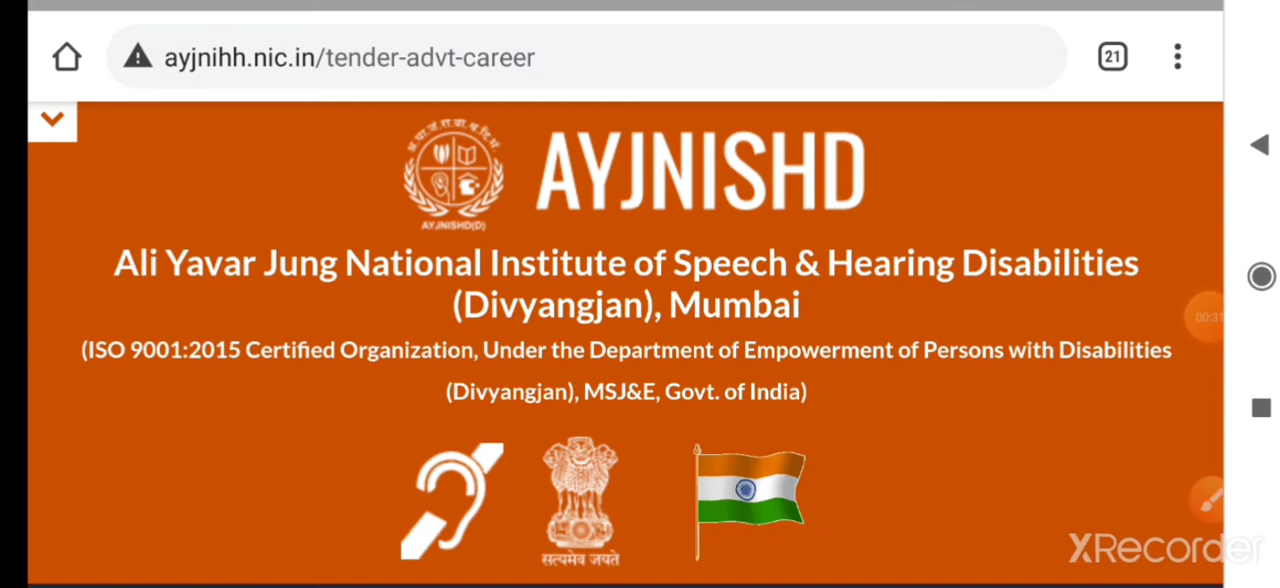 ayjnihh.nic.in/tender-advt-career
21
AYJNISHD
AYJNISHD(D)
Ali Yavar Jung National Institute of Speech & Hearing Disabilities
(Divyangjan), Mumbai
(ISO 9001:2015 Certified Organization, Under the Department of Empowerment of Persons with Disabilities
(Divyangjan), MSJ&E, Govt. of India)
00:31
सत्यमेव जयते
XRecorder